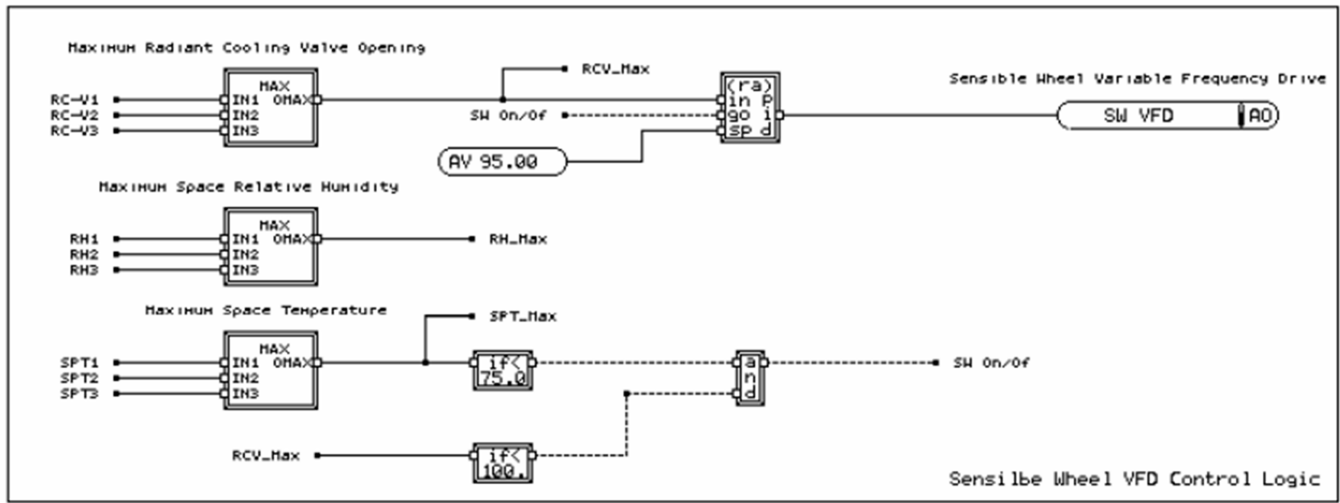 Maximum Radiant Cooling Valve Opening
RC-V1
RC-V2
RC-V3
MAX
IN1 OMAX
IN2
IN3
RCV_Max
SW On/Of
AV 95.00
(ra)
in P
go i
sp d
Sensible Wheel Variable Frequency Drive
SW VFD AO
Maximum Space Relative Humidity
RH1
RH2
RH3
MAX
IN1 OMAX
IN2
IN3
RH_Max
Maximum Space Temperature
SPT1
SPT2
SPT3
MAX
IN1 OMAX
IN2
IN3
SPT_Max
if<
75.0
a
n
d
SW On/Of
RCV_Max
if<
100.
Sensilbe Wheel VFD Control Logic